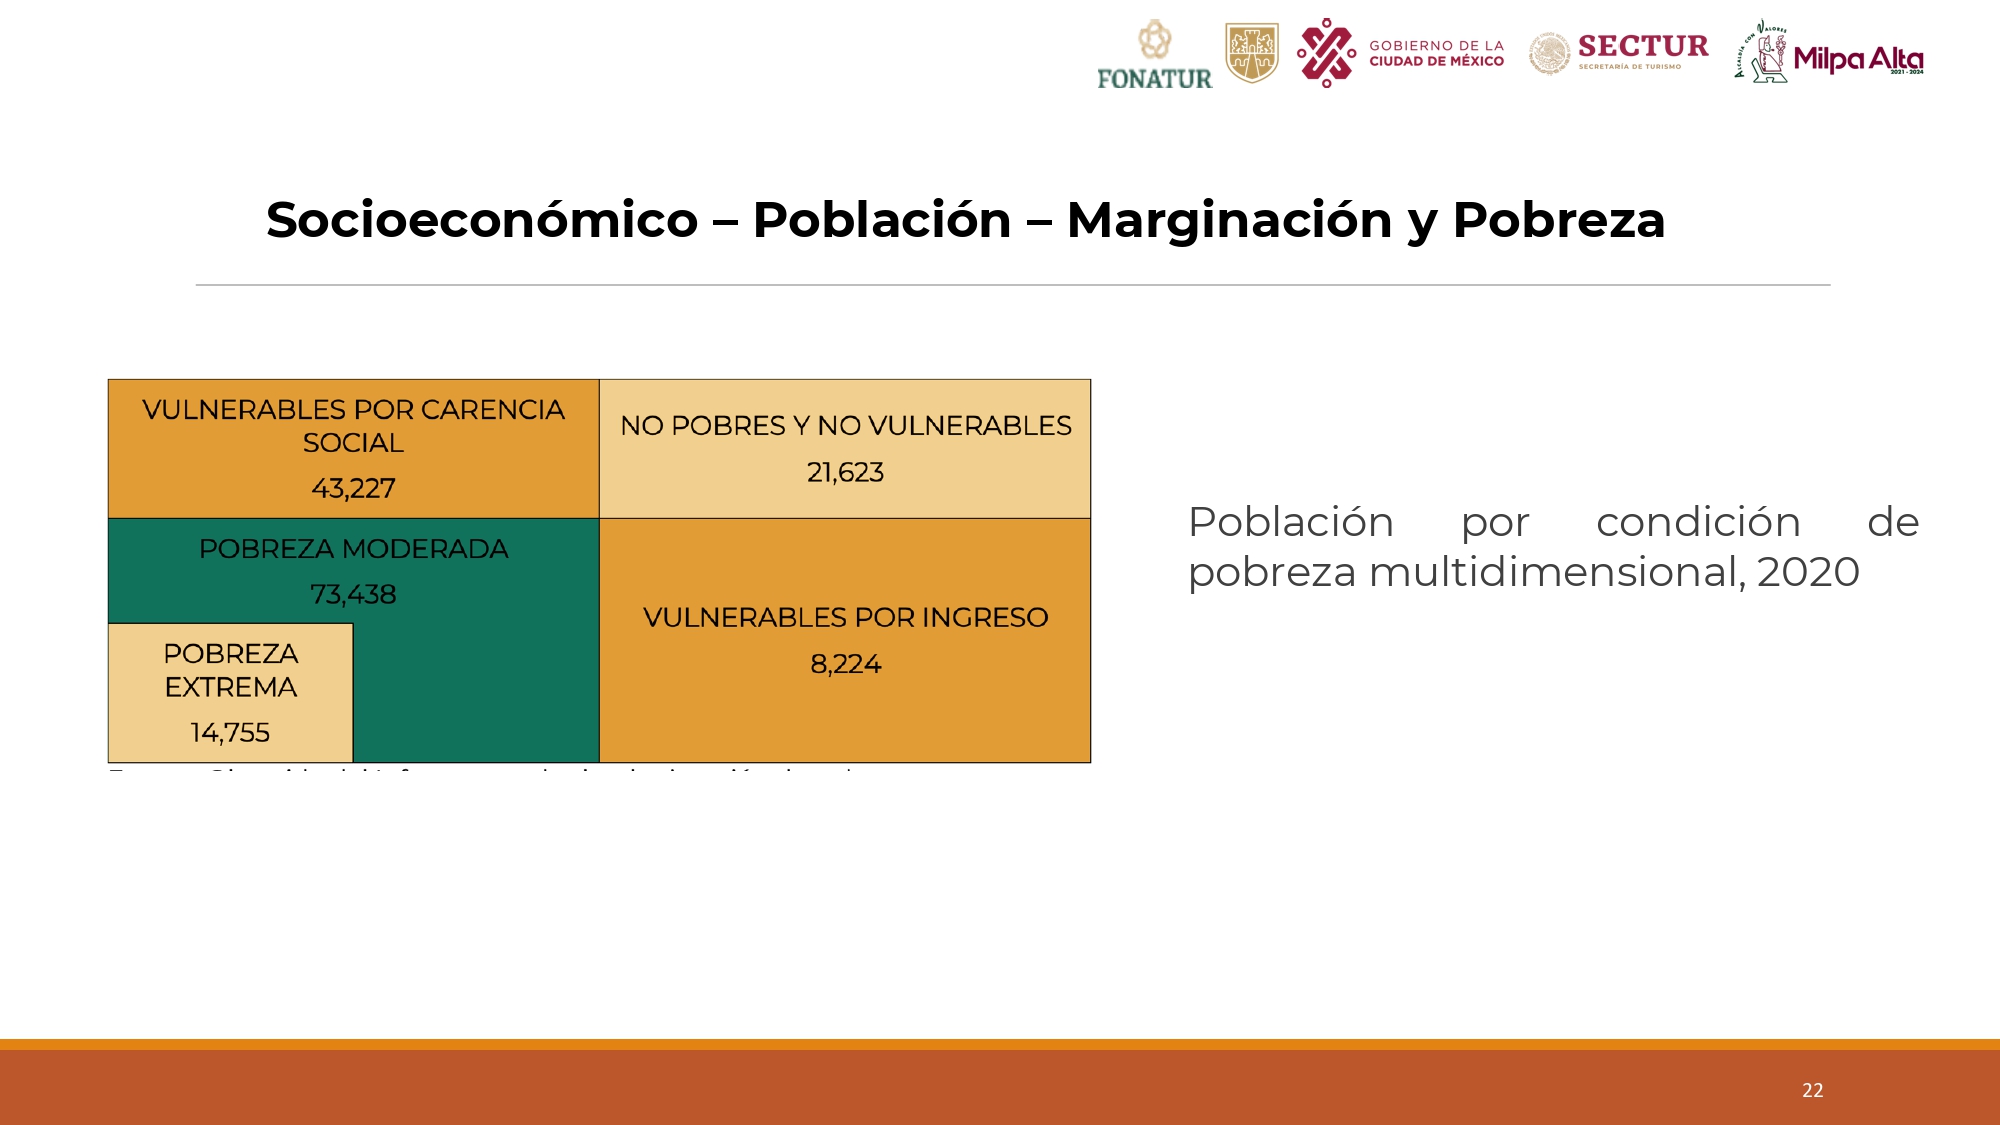 FONATUR
GOBIERNO DE LA
CIUDAD DE MÉXICO
SECTUR
SECRETARÍA DE TURISMO
ALCALDÍA CON VALORES
Milpa Alta
2021 - 2024
Socioeconómico – Población – Marginación y Pobreza
VULNERABLES POR CARENCIA
SOCIAL
43,227
NO POBRES Y NO VULNERABLES
21,623
POBREZA MODERADA
73,438
POBREZA
EXTREMA
14,755
VULNERABLES POR INGRESO
8,224
Población por condición de
pobreza multidimensional, 2020
22